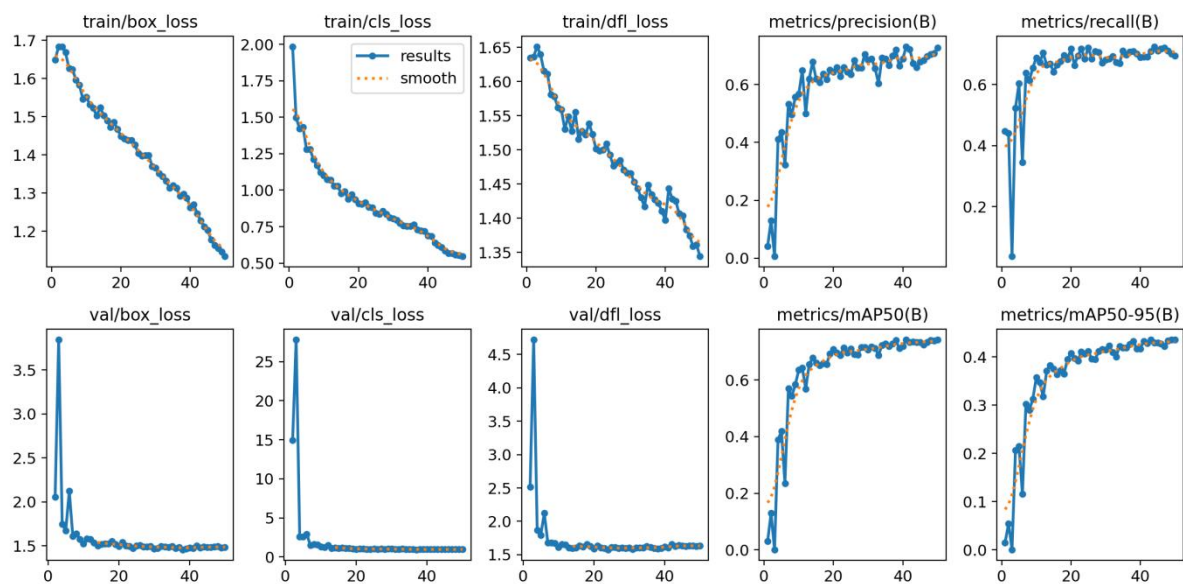 train/box_loss
train/cls_loss
train/dfl_loss
metrics/precision(B)
metrics/recall(B)
1.7
1.6
1.5
1.4
1.3
1.2
0 20 40
2.00
1.75
1.50
1.25
1.00
0.75
0.50
0 20 40
results
smooth
1.65
1.60
1.55
1.50
1.45
1.40
1.35
0 20 40
0.6
0.4
0.2
0.0
0 20 40
0.6
0.4
0.2
0 20 40
val/box_loss
val/cls_loss
val/dfl_loss
metrics/mAP50(B)
metrics/mAP50-95(B)
3.5
3.0
2.5
2.0
1.5
0 20 40
25
20
15
10
5
0
0 20 40
4.5
4.0
3.5
3.0
2.5
2.0
1.5
0 20 40
0.6
0.4
0.2
0.0
0 20 40
0.4
0.3
0.2
0.1
0.0
0 20 40